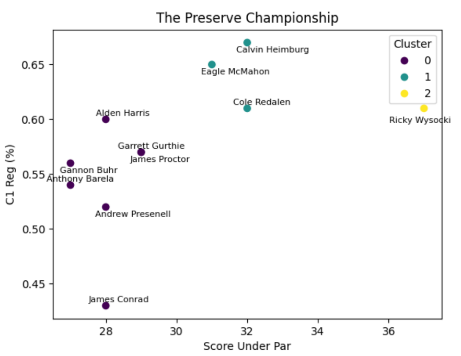 The Preserve Championship
Cluster
0
1
2
Calvin Heimburg
Eagle McMahon
Cole Redalen
Ricky Wysocki
Alden Harris
Garrett Gurthie
James Proctor
Gannon Buhr
Anthony Barela
Andrew Presenell
James Conrad
C1 Reg (%)
0.65
0.60
0.55
0.50
0.45
28 30 32 34 36
Score Under Par